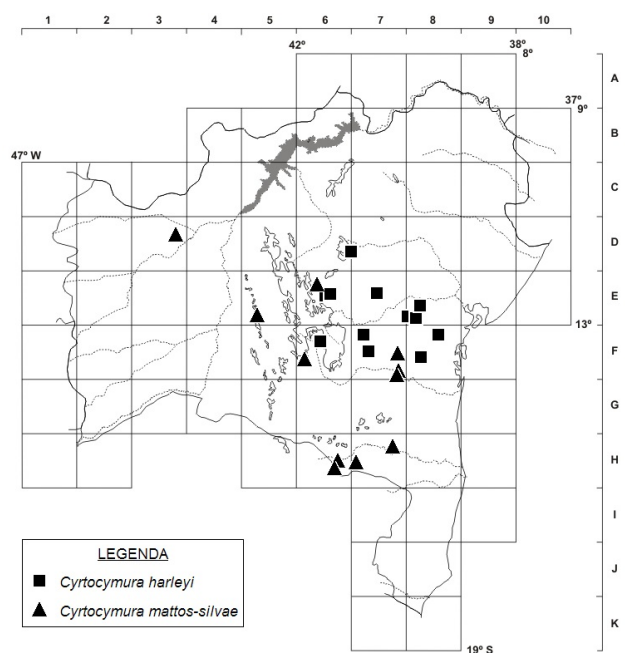 1 2 3 4 5 6 7 8 9 10
42º 38º
8º
A
37º
9º
B
47º W
C
D
E
13º
F
G
H
I
LEGENDA
Cyrtocymura harleyi
J
Cyrtocymura mattos-silvae
K
19º S